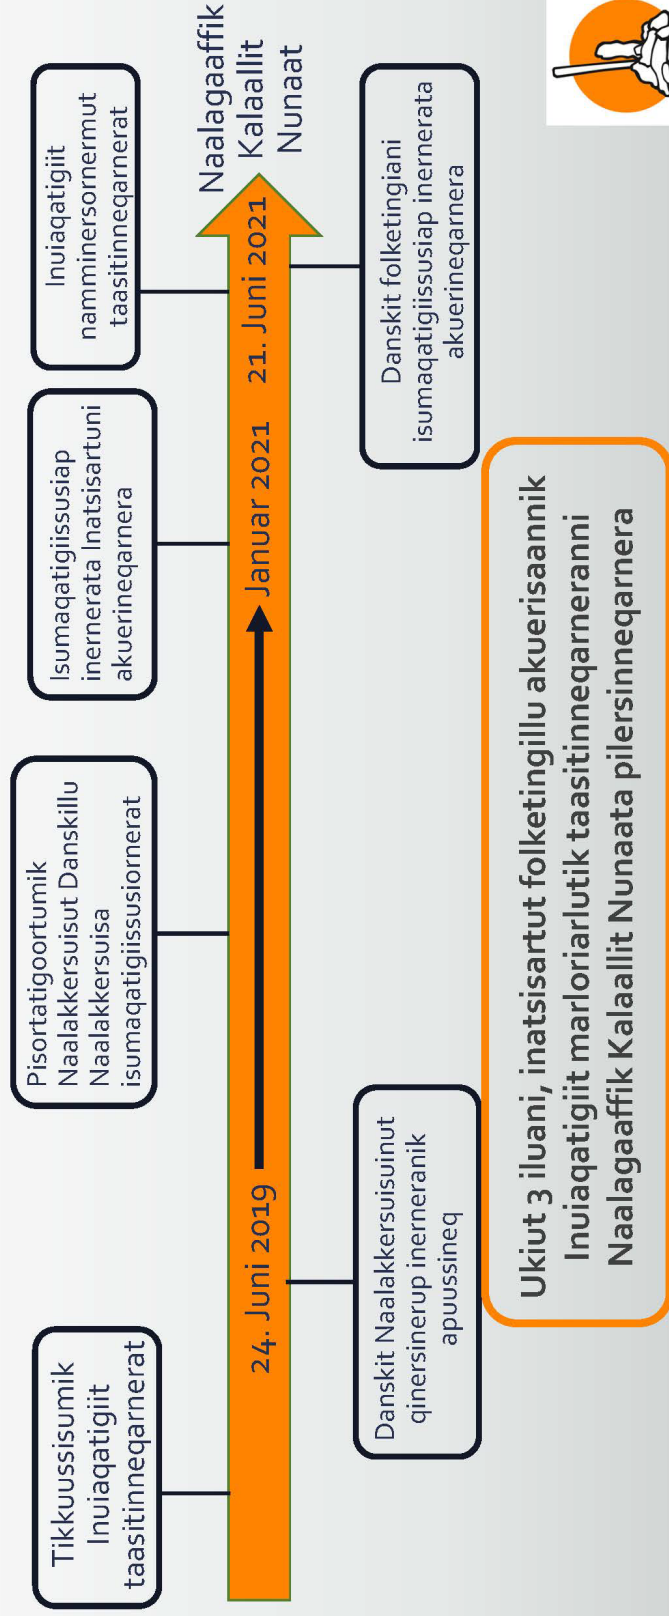 Tikkuussisumik
Inuiaqatigiit
taasitinneqarnerat
Pisortatigoortumik
Naalakkersuisut Danskillu
Naalakkersuisa
isumaqatigiissusiornerat
Isumaqatigiissusiap
inernerata Inatsisartuni
akuerineqarnera
Inuiaqatigiit
namminersornermut
taasitinneqarnerat
24. Juni 2019
Januar 2021
21. Juni 2021
Naalagaaffik
Kalaallit
Nunaat
Danskit Naalakkersuisuinut
qinersinerup inerneranik
apuussineq
Danskit folketingiani
isumaqatigiissusiap inernerata
akuerineqarnera
Ukiut 3 iluani, inatsisartut folketingillu akuerisaannik
Inuiaqatigiit marloriarlutik taasitinneqarneranni
Naalagaaffik Kalaallit Nunaata pilersinneqarnera